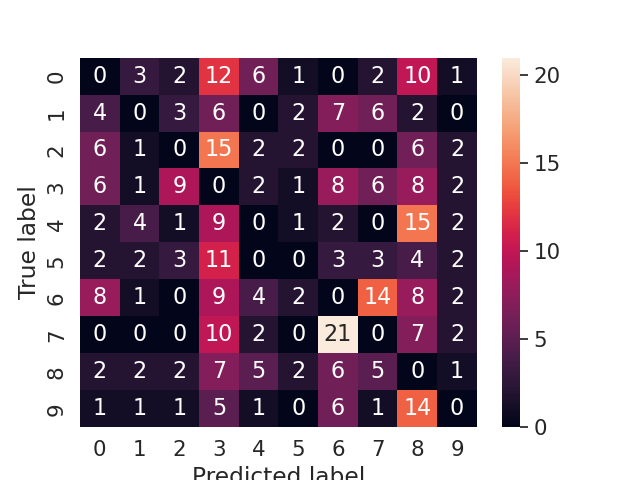 True label
0 0 3 2 12 6 1 0 2 10 1
1 4 0 3 6 0 2 7 6 2 0
2 6 1 0 15 2 2 0 0 6 2
3 6 1 9 0 2 1 8 6 8 2
4 2 4 1 9 0 1 2 0 15 2
5 2 2 3 11 0 0 3 3 4 2
6 8 1 0 9 4 2 0 14 8 2
7 0 0 0 10 2 0 21 0 7 2
8 2 2 2 7 5 2 6 5 0 1
9 1 1 1 5 1 0 6 1 14 0
0 1 2 3 4 5 6 7 8 9
Predicted label
20
15
10
5
0